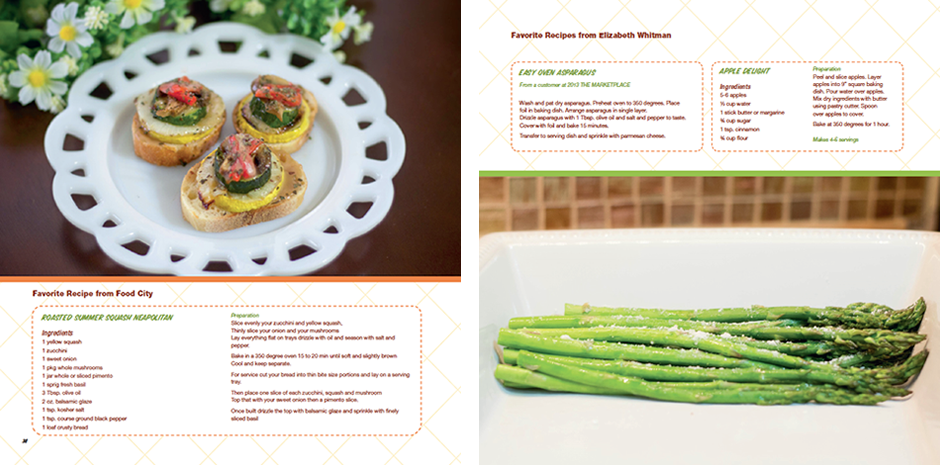 Favorite Recipe from Food City
ROASTED SUMMER SQUASH NEAPOLITAN
Ingredients
1 yellow squash
1 zucchini
1 sweet onion
1 pkg whole mushrooms
1 jar whole or sliced pimento
1 sprig fresh basil
3 Tbsp. olive oil
2 oz. balsamic glaze
1 tsp. kosher salt
1 tsp. course ground black pepper
1 loaf crusty bread
Preparation
Slice evenly your zucchini and yellow squash,
Thinly slice your onion and your mushrooms
Lay everything flat on trays drizzle with oil and season with salt and
pepper.
Bake in a 350 degree oven 15 to 20 min until soft and slightly brown
Cool and keep separate.
For service cut your bread into thin bite size portions and lay on a serving
tray.
Then place one slice of each zucchini, squash and mushroom
Top that with your sweet onion then a pimento slice.
Once built drizzle the top with balsamic glaze and sprinkle with finely
sliced basil
Favorite Recipes from Elizabeth Whitman
EASY OVEN ASPARAGUS
From a customer at 2013 THE MARKETPLACE
Wash and pat dry asparagus. Preheat oven to 350 degrees. Place
foil in baking dish. Arrange asparagus in single layer.
Drizzle asparagus with 1 Tbsp. olive oil and salt and pepper to taste.
Cover with foil and bake 15 minutes.
Transfer to serving dish and sprinkle with parmesan cheese.
APPLE DELIGHT
Ingredients
5-6 apples
water
1 stick butter or margarine
¾ cup sugar
1 tsp. cinnamon
¾ cup flour
Preparation
Peel and slice apples. Layer
apples into 9" square baking
dish. Pour water over apples.
Mix dry ingredients with butter
using pastry cutter. Spoon
over apples to cover.
Bake at 350 degrees for 1 hour.
Makes 4-6 servings